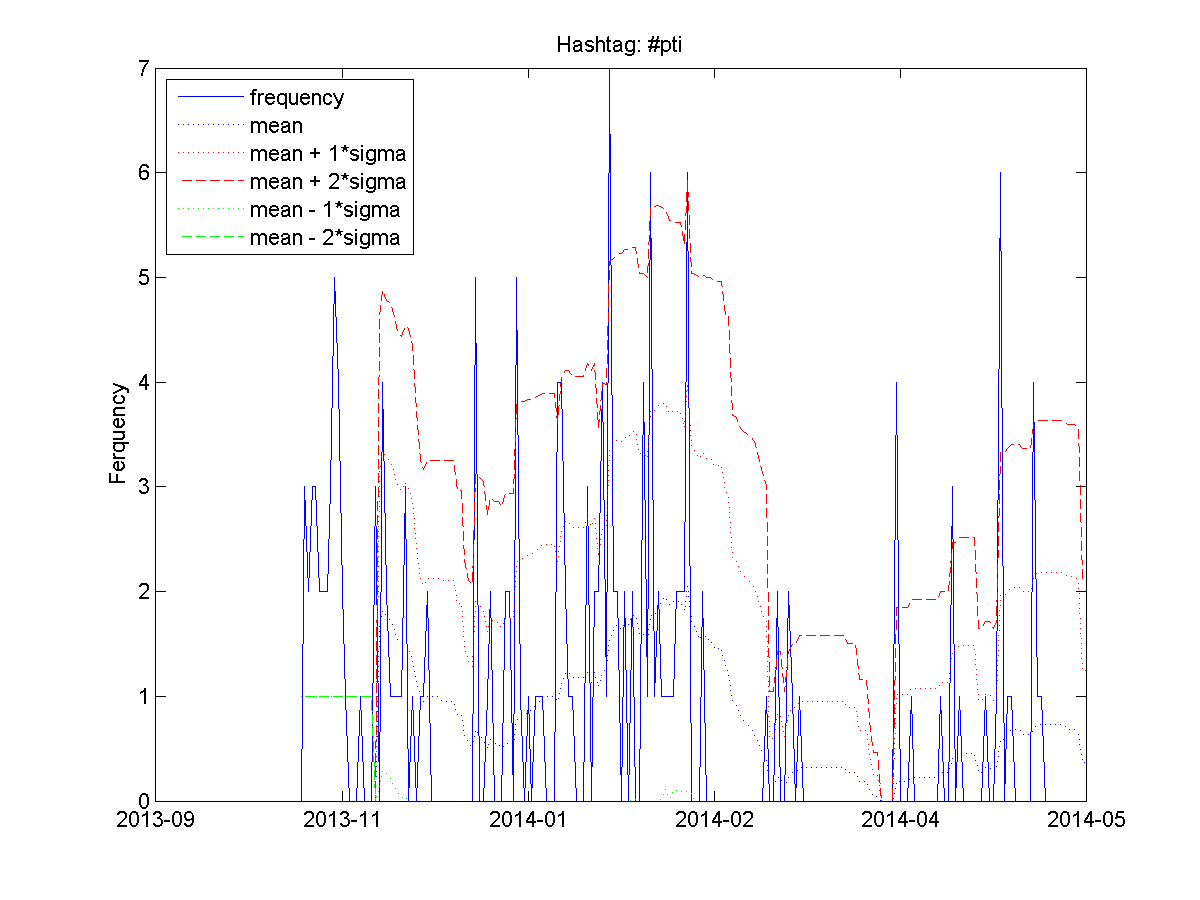 Hashtag: #pti
7
6
5
4
3
2
1
0
Ferquency
frequency
mean
mean + 1*sigma
mean + 2*sigma
mean - 1*sigma
mean - 2*sigma
2013-09 2013-11 2014-01 2014-02 2014-04 2014-05